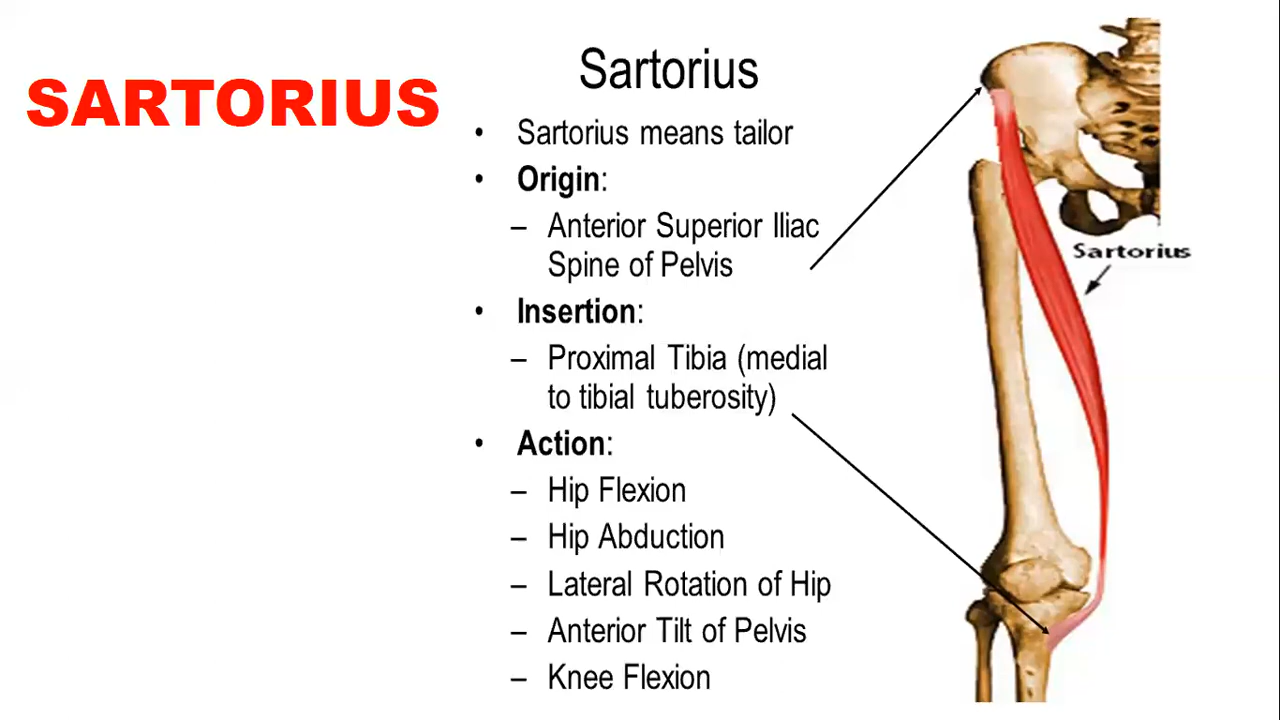 SARTORIUS
Sartorius
• Sartorius means tailor
• Origin:
– Anterior Superior Iliac
Spine of Pelvis
• Insertion:
– Proximal Tibia (medial
to tibial tuberosity)
• Action:
– Hip Flexion
– Hip Abduction
– Lateral Rotation of Hip
– Anterior Tilt of Pelvis
– Knee Flexion
Sartorius